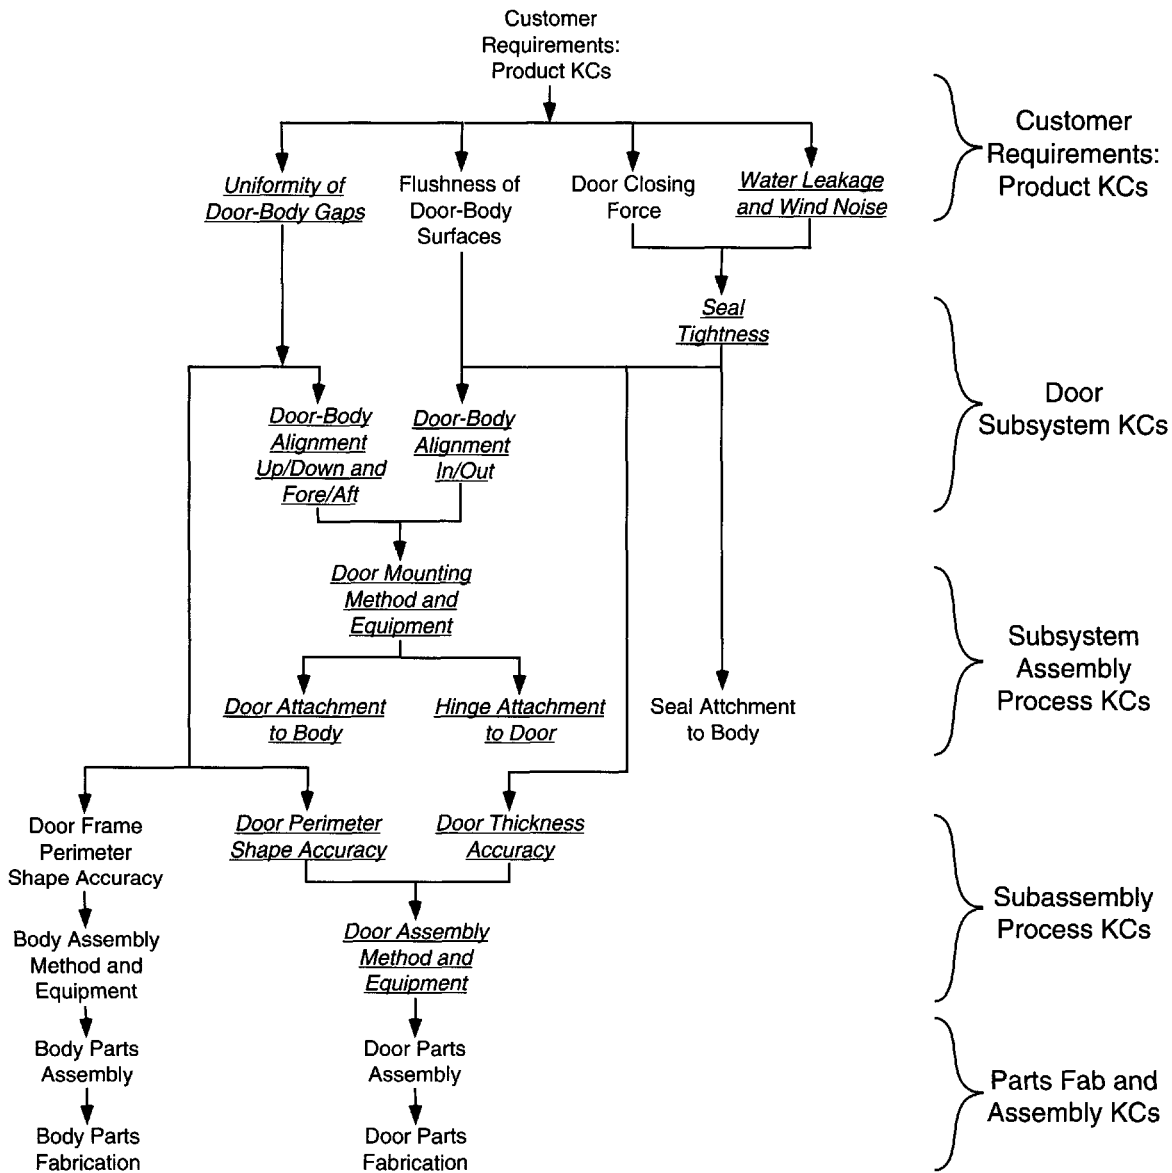 Customer
Requirements:
Product KCs
Customer
Requirements:
Product KCs
Uniformity of
Door-Body Gaps
Flushness of
Door-Body
Surfaces
Door Closing
Force
Water Leakage
and Wind Noise
Seal
Tightness
Door
Subsystem KCs
Door-Body
Alignment
Up/Down and
Fore/Aft
Door-Body
Alignment
In/Out
Door Mounting
Method and
Equipment
Subsystem
Assembly
Process KCs
Door Attachment
to Body
Hinge Attachment
to Door
Seal Attchment
to Body
Door Frame
Perimeter
Shape Accuracy
Door Perimeter
Shape Accuracy
Door Thickness
Accuracy
Subassembly
Process KCs
Body Assembly
Method and
Equipment
Door Assembly
Method and
Equipment
Body Parts
Assembly
Door Parts
Assembly
Parts Fab and
Assembly KCs
Body Parts
Fabrication
Door Parts
Fabrication